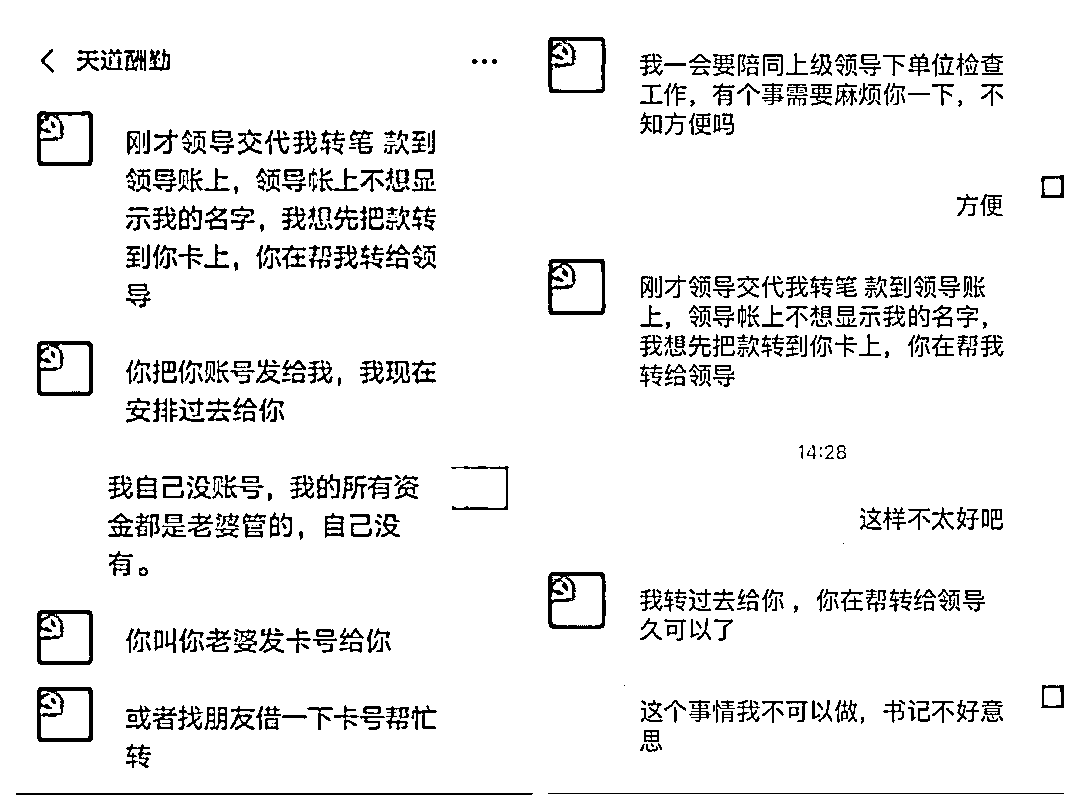 天道酬勤
刚才领导交代我转笔 款到
领导账上，领导帐上不想显
示我的名字，我想先把款转
到你卡上，你在帮我转给领
导
你把你账号发给我，我现在
安排过去给你
我自己没账号，我的所有资
金都是老婆管的，自己没
有。
你叫你老婆发卡号给你
或者找朋友借一下卡号帮忙
转
我一会要陪同上级领导下单位检查
工作，有个事需要麻烦你一下，不
知方便吗
方便
刚才领导交代我转笔 款到领导账
上，领导帐上不想显示我的名字，
我想先把款转到你卡上，你在帮我
转给领导
14:28
这样不太好吧
我转过去给你 ，你在帮转给领导
久可以了
这个事情我不可以做，书记不好意
思